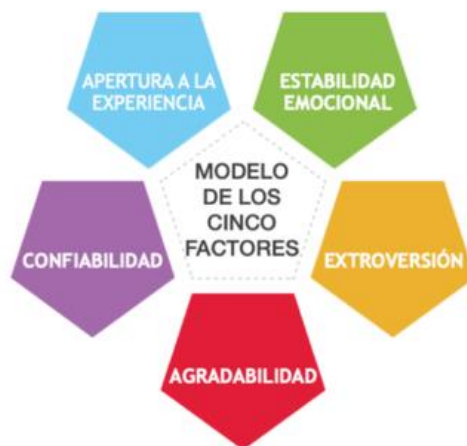 APERTURA A LA
EXPERIENCIA
ESTABILIDAD
EMOCIONAL
MODELO
DE LOS
CINCO
FACTORES
CONFIABILIDAD
EXTROVERSIÓN
AGRADABILIDAD